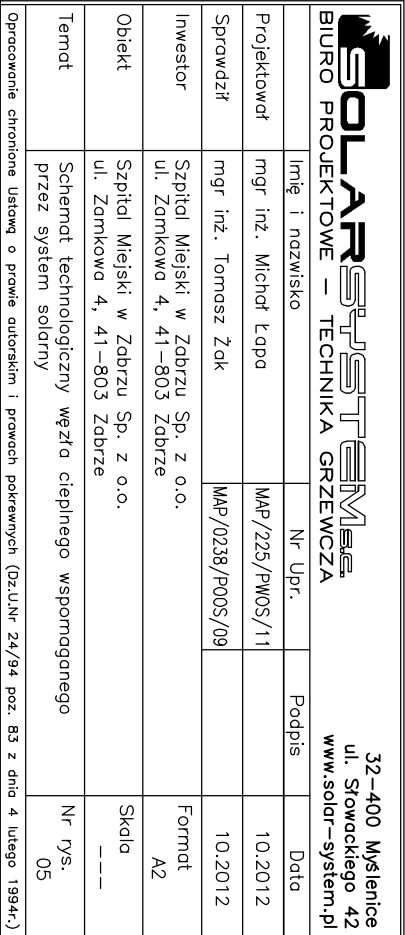 SOLARSYSTEM s.c.
BIURO PROJEKTOWE – TECHNIKA GRZEWCZA
32–400 Myślenice
ul. Słowackiego 42
www.solar–system.pl
Imię i nazwisko Nr Upr. Podpis Data
Projektował mgr inż. Michał Łapa MAP/225/PWOS/11 10.2012
Sprawdził mgr inż. Tomasz Żak MAP/0238/POOS/09 10.2012
Inwestor Szpital Miejski w Zabrzu Sp. z o.o. Format
ul. Zamkowa 4, 41–803 Zabrze A2
Obiekt Szpital Miejski w Zabrzu Sp. z o.o. Skala
ul. Zamkowa 4, 41–803 Zabrze –––
Temat Schemat technologiczny węzła cieplnego wspomaganego Nr rys.
przez system solarny 05
Opracowanie chronione Ustawą o prawie autorskim i prawach pokrewnych (Dz.U.Nr 24/94 poz. 83 z dnia 4 lutego 1994r.)